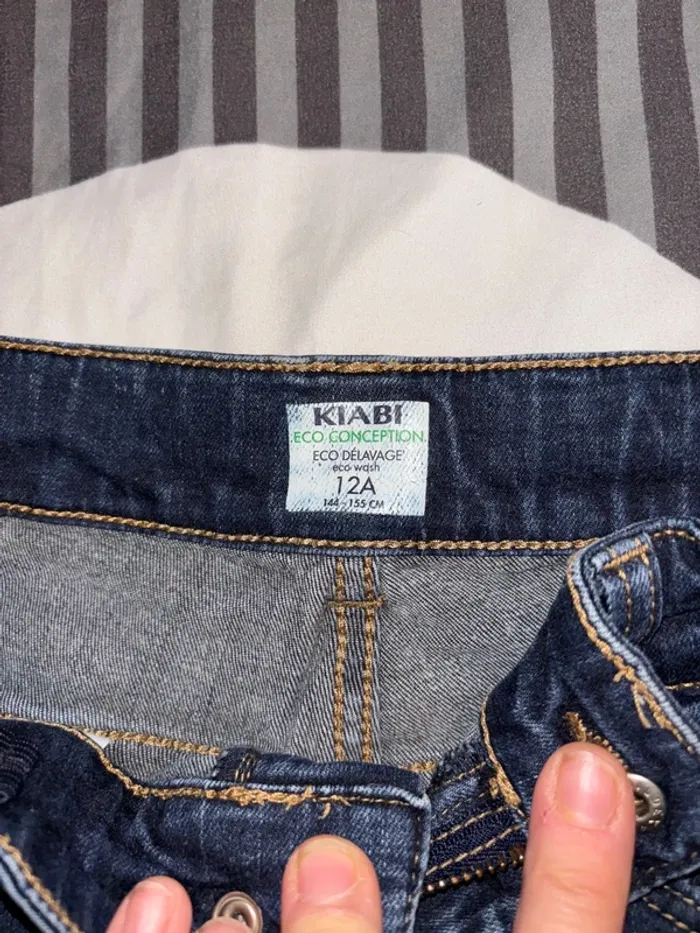 KIABI
ECO CONCEPTION
ECO DÉLAVAGE
eco wash
12A
144 - 155 CM